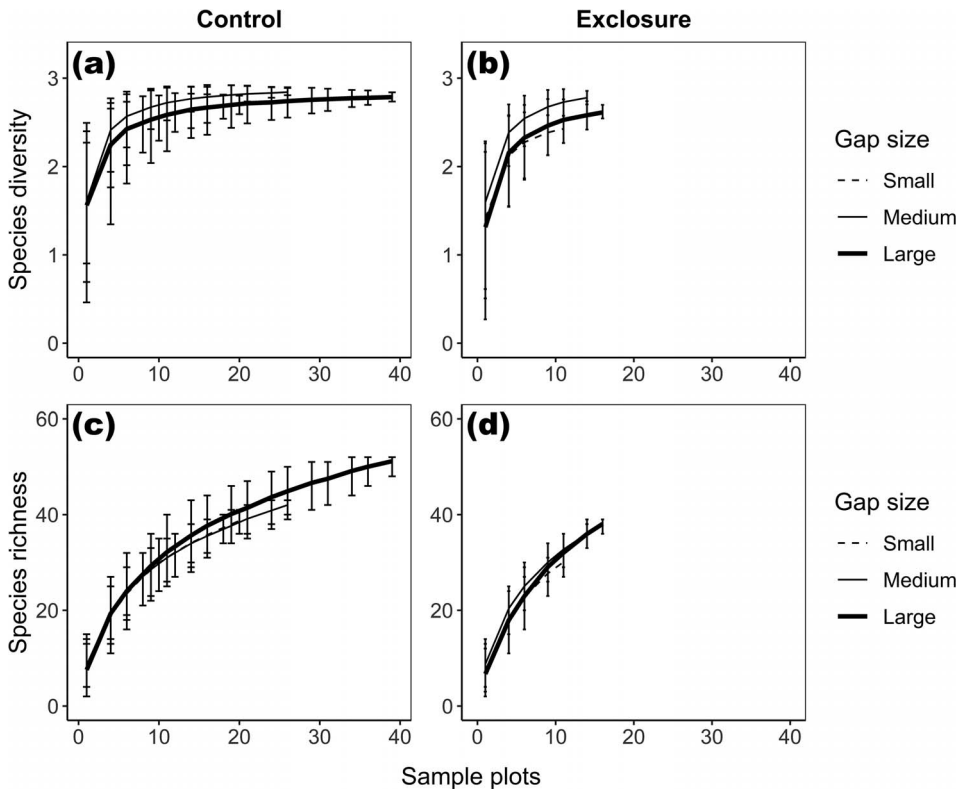 Control Exclosure
(a) (b)
Species diversity
3 3
2 2
1 1
0 0
0 10 20 30 40 0 10 20 30 40
Gap size
Small
Medium
Large
(c) (d)
Species richness
60 60
40 40
20 20
0 0
0 10 20 30 40 0 10 20 30 40
Gap size
Small
Medium
Large
Sample plots